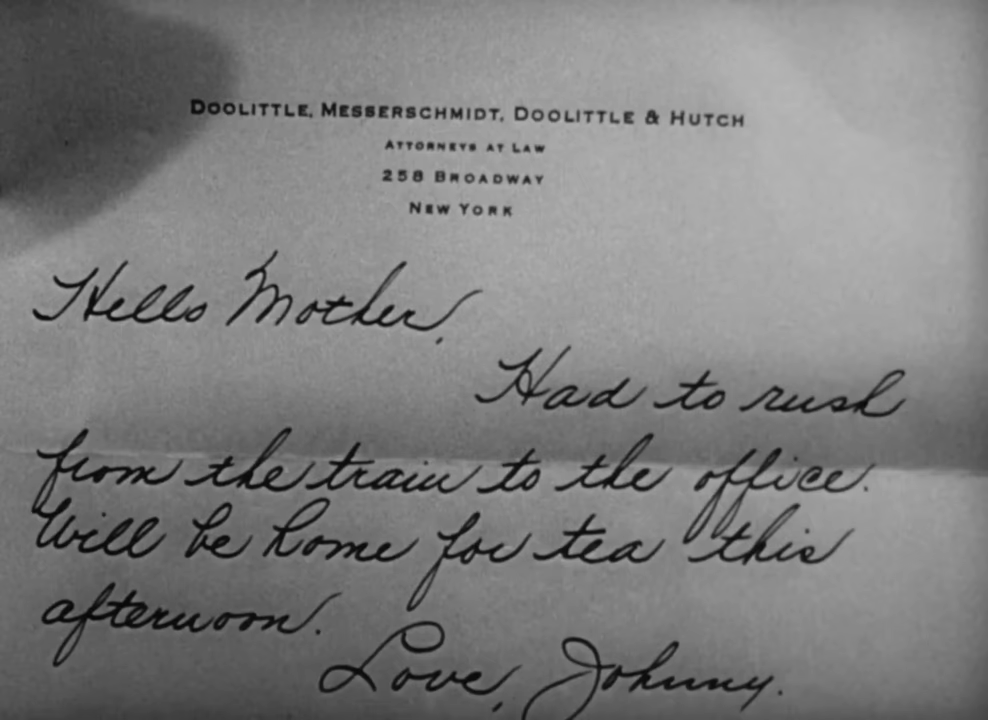 DOOLITTLE, MESSERSCHMIDT, DOOLITTLE & HUTCH
ATTORNEYS AT LAW
258 BROADWAY
NEW YORK
Hello Mother,
Had to rush
from the train to the office.
Will be home for tea this
afternoon.
Love, Johnny.